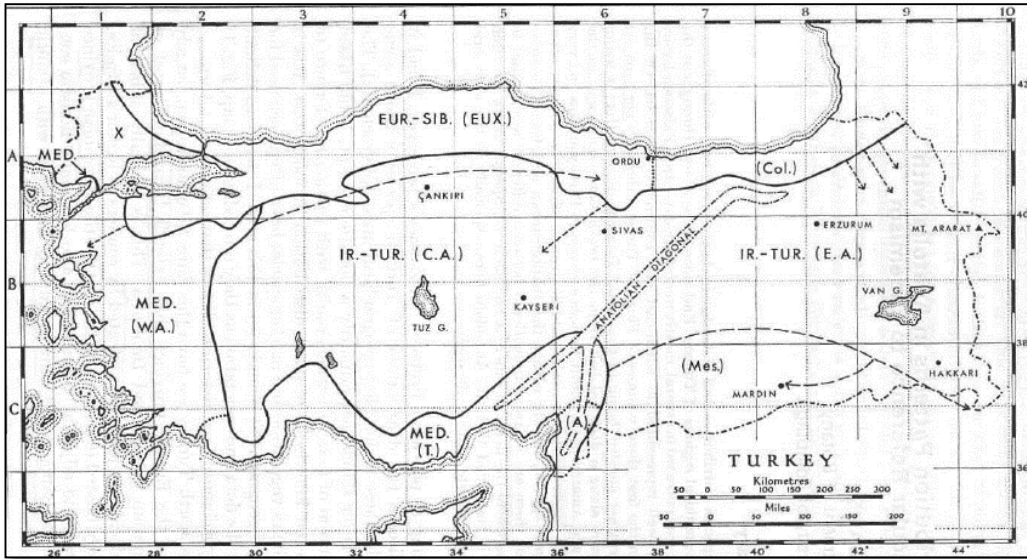 1 2 3 4 5 6 7 8 9 10
EUR.-SIB. (EUX.)
X
MED.
A
ORDU
(Col.)
ÇANKIRI
40
SIVAS
ERZURUM
MT. ARARAT
IR.-TUR. (C.A.)
IR.-TUR. (E.A.)
ANATOLIAN DIAGONAL
B
MED.
(W.A.)
KAYSERI
TUZ G.
VAN G.
38
(Mes.)
HAKKARI
MARDIN
C
(A)
MED.
(T.)
TURKEY
36
Kilometres
50 0 50 100 150 200 250 300
Miles
50 0 50 100 150 200
26° 28° 30° 32° 34° 36° 38° 40° 42° 44°